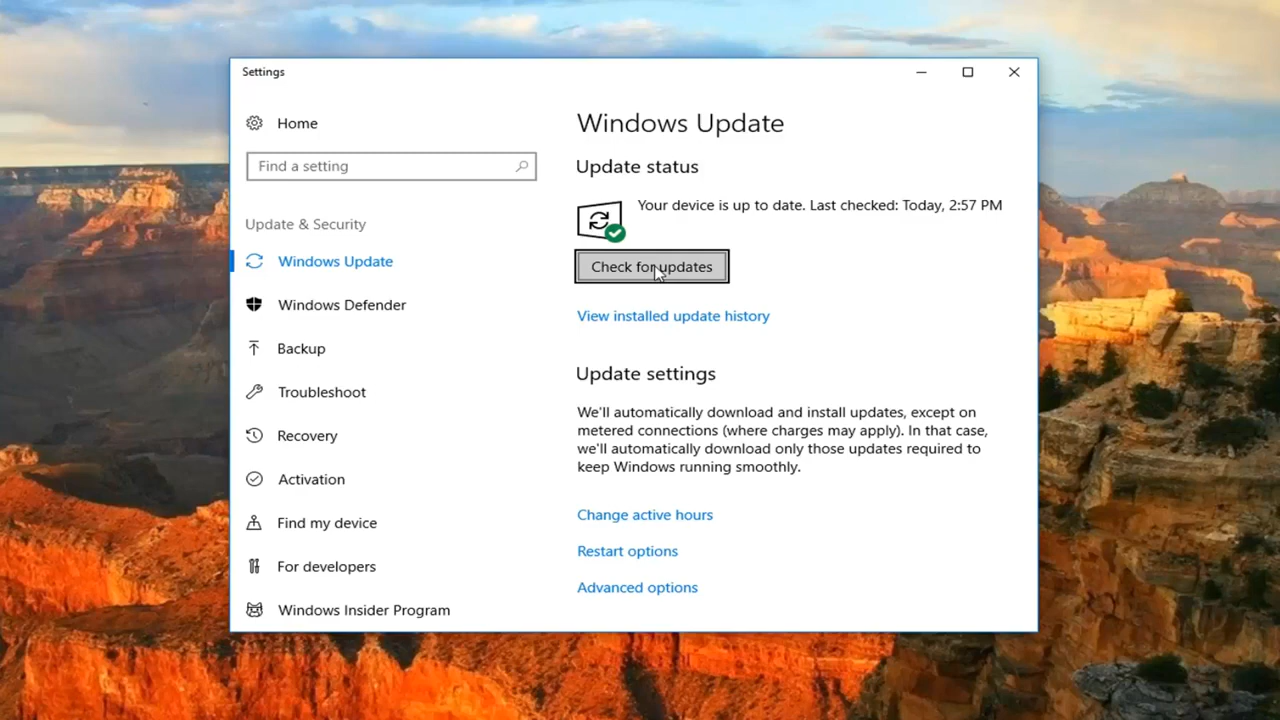 Settings
Home
Find a setting
Update & Security
Windows Update
Windows Defender
Backup
Troubleshoot
Recovery
Activation
Find my device
For developers
Windows Insider Program
Windows Update
Update status
Your device is up to date. Last checked: Today, 2:57 PM
Check for updates
View installed update history
Update settings
We'll automatically download and install updates, except on
metered connections (where charges may apply). In that case,
we'll automatically download only those updates required to
keep Windows running smoothly.
Change active hours
Restart options
Advanced options